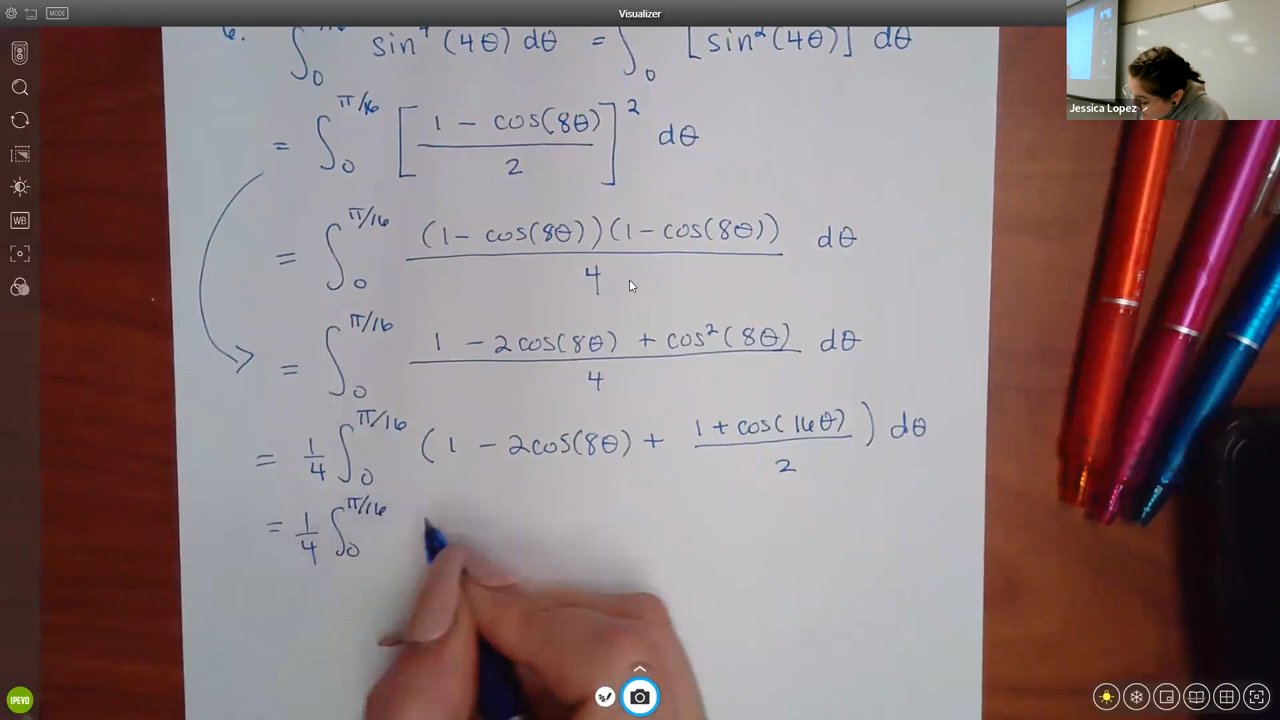 MODE
Visualizer
6. ∫₀ sin⁴(4θ) dθ = ∫₀ [sin²(4θ)] dθ
= ∫₀^(π/16) [(1 - cos(8θ))/2]² dθ
Jessica Lopez
= ∫₀^(π/16) (1 - cos(8θ))(1 - cos(8θ))/4 dθ
WB
= ∫₀^(π/16) (1 - 2cos(8θ) + cos²(8θ))/4 dθ
= 1/4 ∫₀^(π/16) (1 - 2cos(8θ) + (1 + cos(16θ))/2) dθ
= 1/4 ∫₀^(π/16)
IPEVO